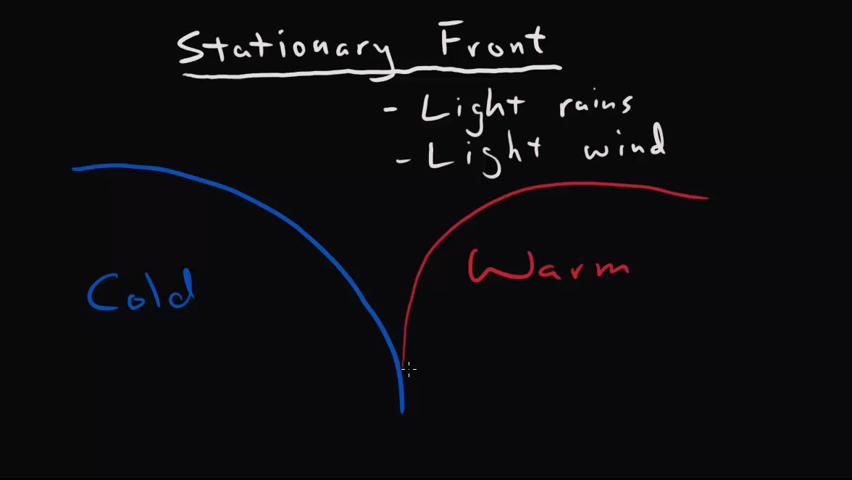 Stationary Front
- Light rains
- Light wind
Cold
Warm